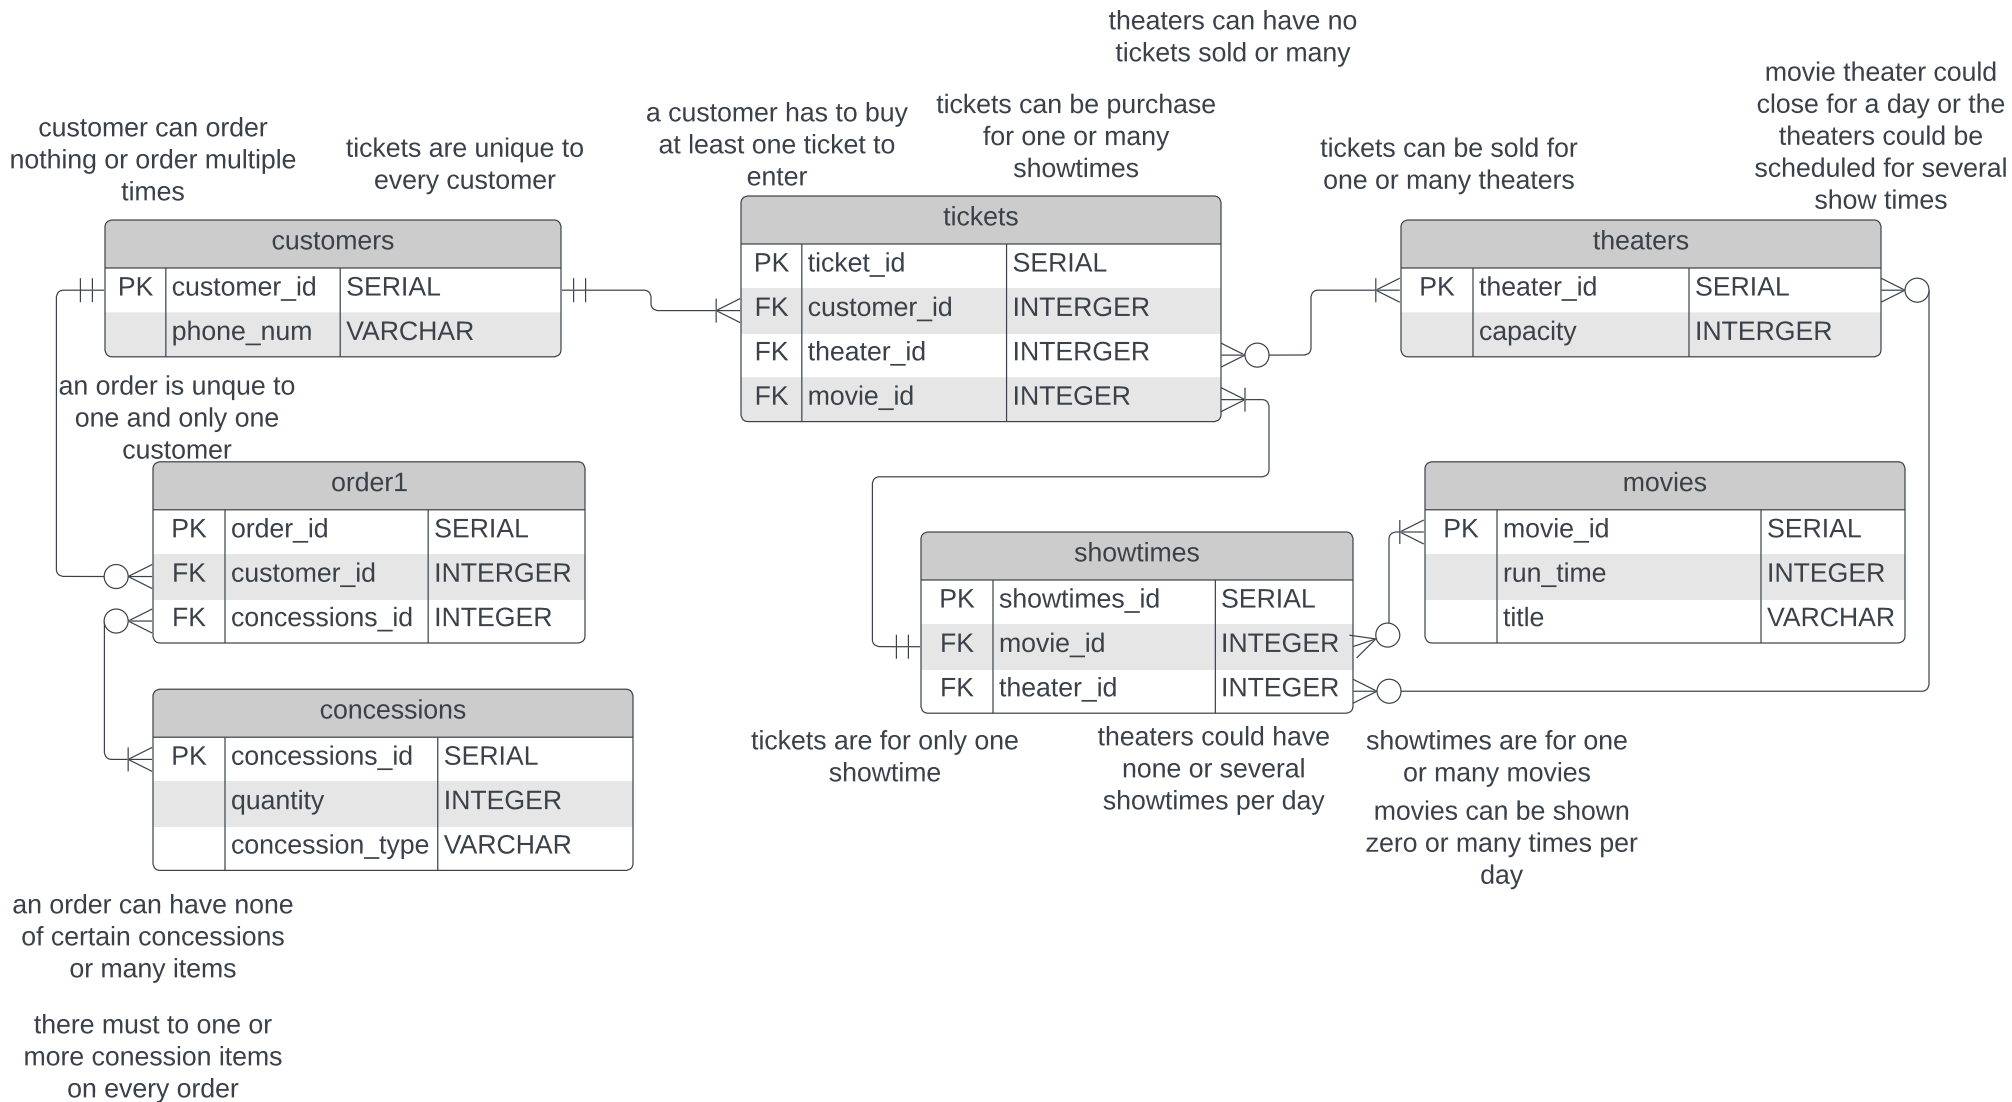 theaters can have no
tickets sold or many
movie theater could
close for a day or the
theaters could be
scheduled for several
show times
customer can order
nothing or order multiple
times
tickets are unique to
every customer
a customer has to buy
at least one ticket to
enter
tickets can be purchase
for one or many
showtimes
tickets can be sold for
one or many theaters
customers
PK customer_id SERIAL
phone_num VARCHAR
tickets
PK ticket_id SERIAL
FK customer_id INTERGER
FK theater_id INTERGER
FK movie_id INTEGER
theaters
PK theater_id SERIAL
capacity INTERGER
an order is unque to
one and only one
customer
order1
PK order_id SERIAL
FK customer_id INTERGER
FK concessions_id INTEGER
showtimes
PK showtimes_id SERIAL
FK movie_id INTEGER
FK theater_id INTEGER
movies
PK movie_id SERIAL
run_time INTEGER
title VARCHAR
concessions
PK concessions_id SERIAL
quantity INTEGER
concession_type VARCHAR
tickets are for only one
showtime
theaters could have
none or several
showtimes per day
showtimes are for one
or many movies
movies can be shown
zero or many times per
day
an order can have none
of certain concessions
or many items
there must to one or
more conession items
on every order